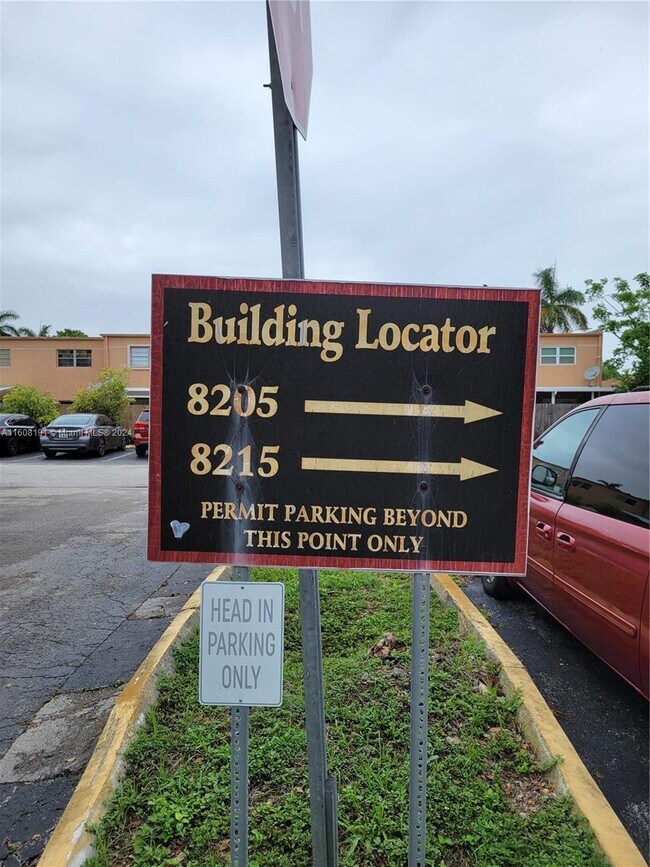 Building Locator
8205
8215
PERMIT PARKING BEYOND
THIS POINT ONLY
HEAD IN
PARKING
ONLY